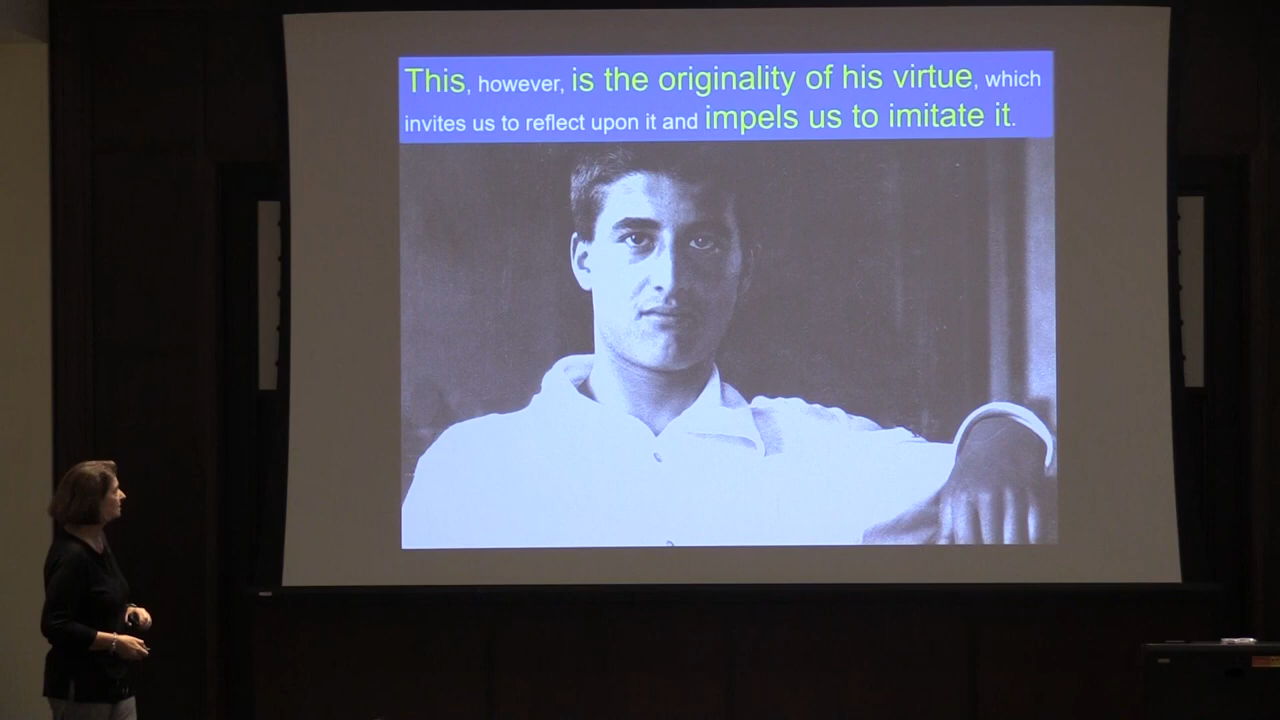 This, however, is the originality of his virtue, which
invites us to reflect upon it and impels us to imitate it.